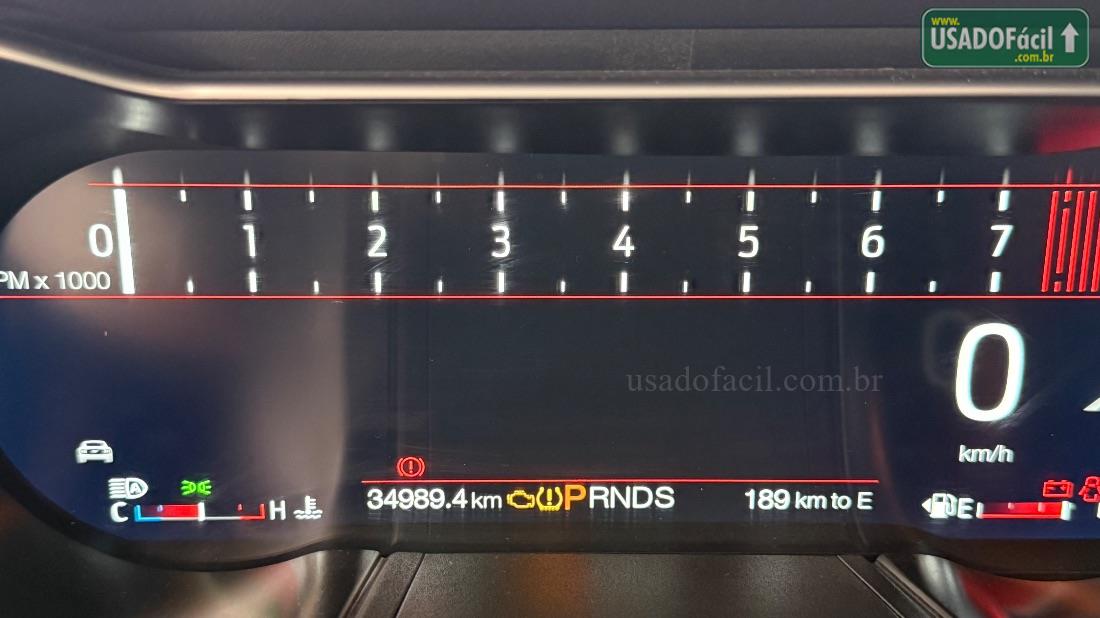 www.
USADOFácil
.com.br
0 1 2 3 4 5 6 7
PM x 1000
usadofacil.com.br
0
km/h
34989.4 km PRNDS 189 km to E
C H E